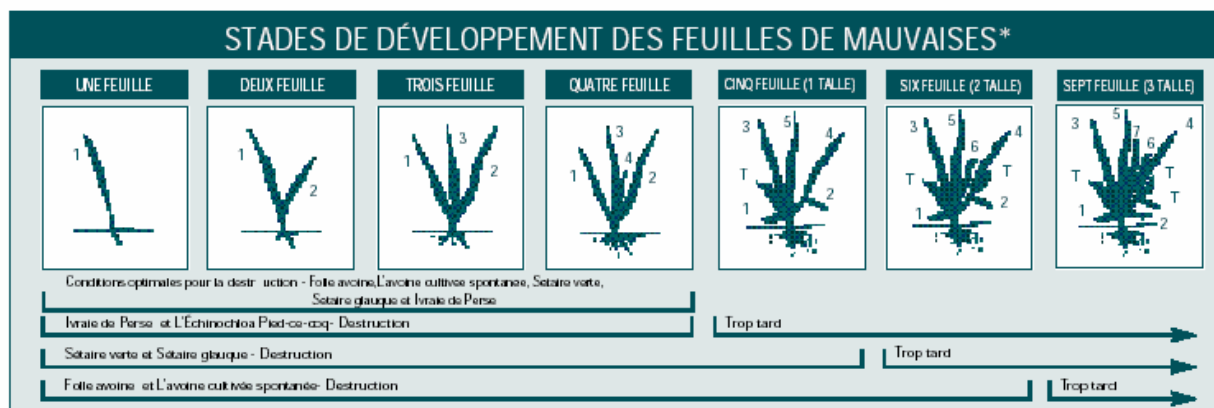 STADES DE DÉVELOPPEMENT DES FEUILLES DE MAUVAISES*
UNE FEUILLE
DEUX FEUILLE
TROIS FEUILLE
QUATRE FEUILLE
CINQ FEUILLE (1 TALLE)
SIX FEUILLE (2 TALLE)
SEPT FEUILLE (3 TALLE)
1
1
2
1
3
2
1
3
4
2
3
5
4
T
1
2
3
5
4
6
T
T
1
2
3
5
7
6
4
T
T
T
1
2
Conditions optimales pour la destr uction - Folle avoine, L'avoine cultivee spontanee, Sétaire verte,
Sétaire glauque et Ivraie de Perse
Ivraie de Perse et L'Échinochloa Pied-ce-coq- Destruction
Trop tard
Sétaire verte et Sétaire glauque - Destruction
Trop tard
Folle avoine et L'avoine cultivée spontanée- Destruction
Trop tard